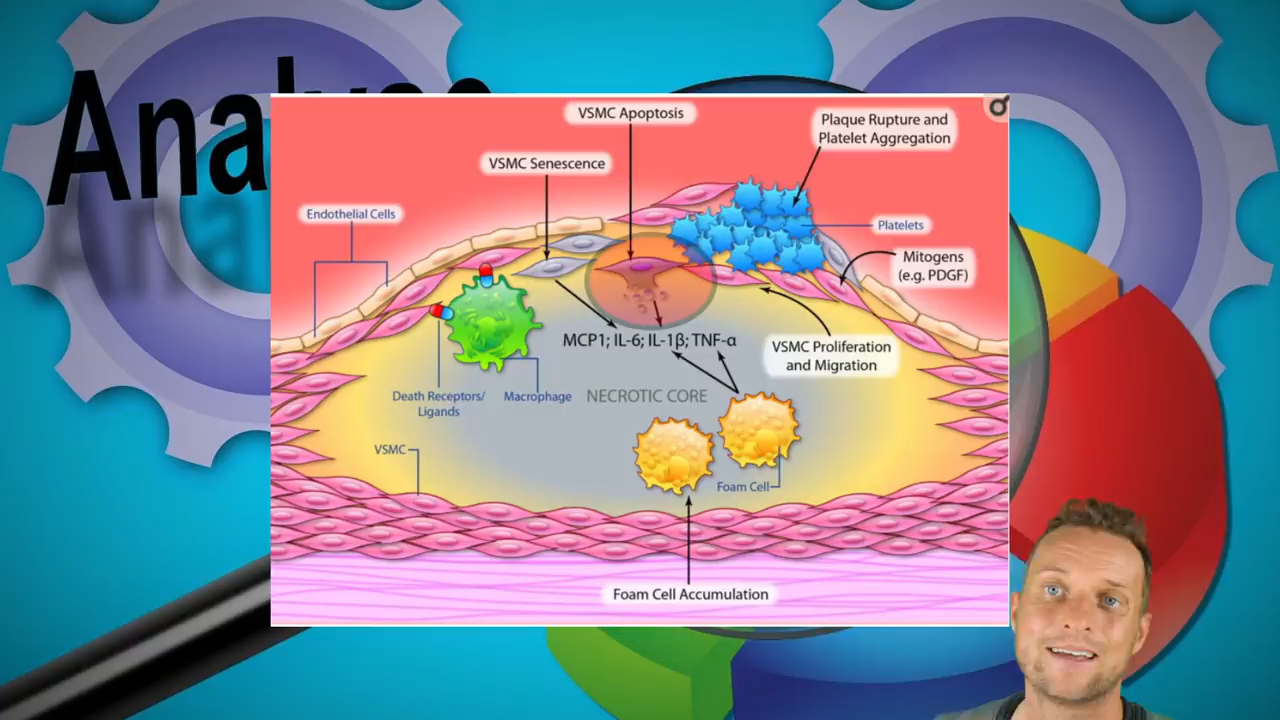 Analyse
VSMC Apoptosis
Plaque Rupture and
Platelet Aggregation
VSMC Senescence
Endothelial Cells
Platelets
Mitogens
(e.g. PDGF)
MCP1; IL-6; IL-1β; TNF-α
VSMC Proliferation
and Migration
Death Receptors/
Ligands
Macrophage
NECROTIC CORE
VSMC
Foam Cell
Foam Cell Accumulation